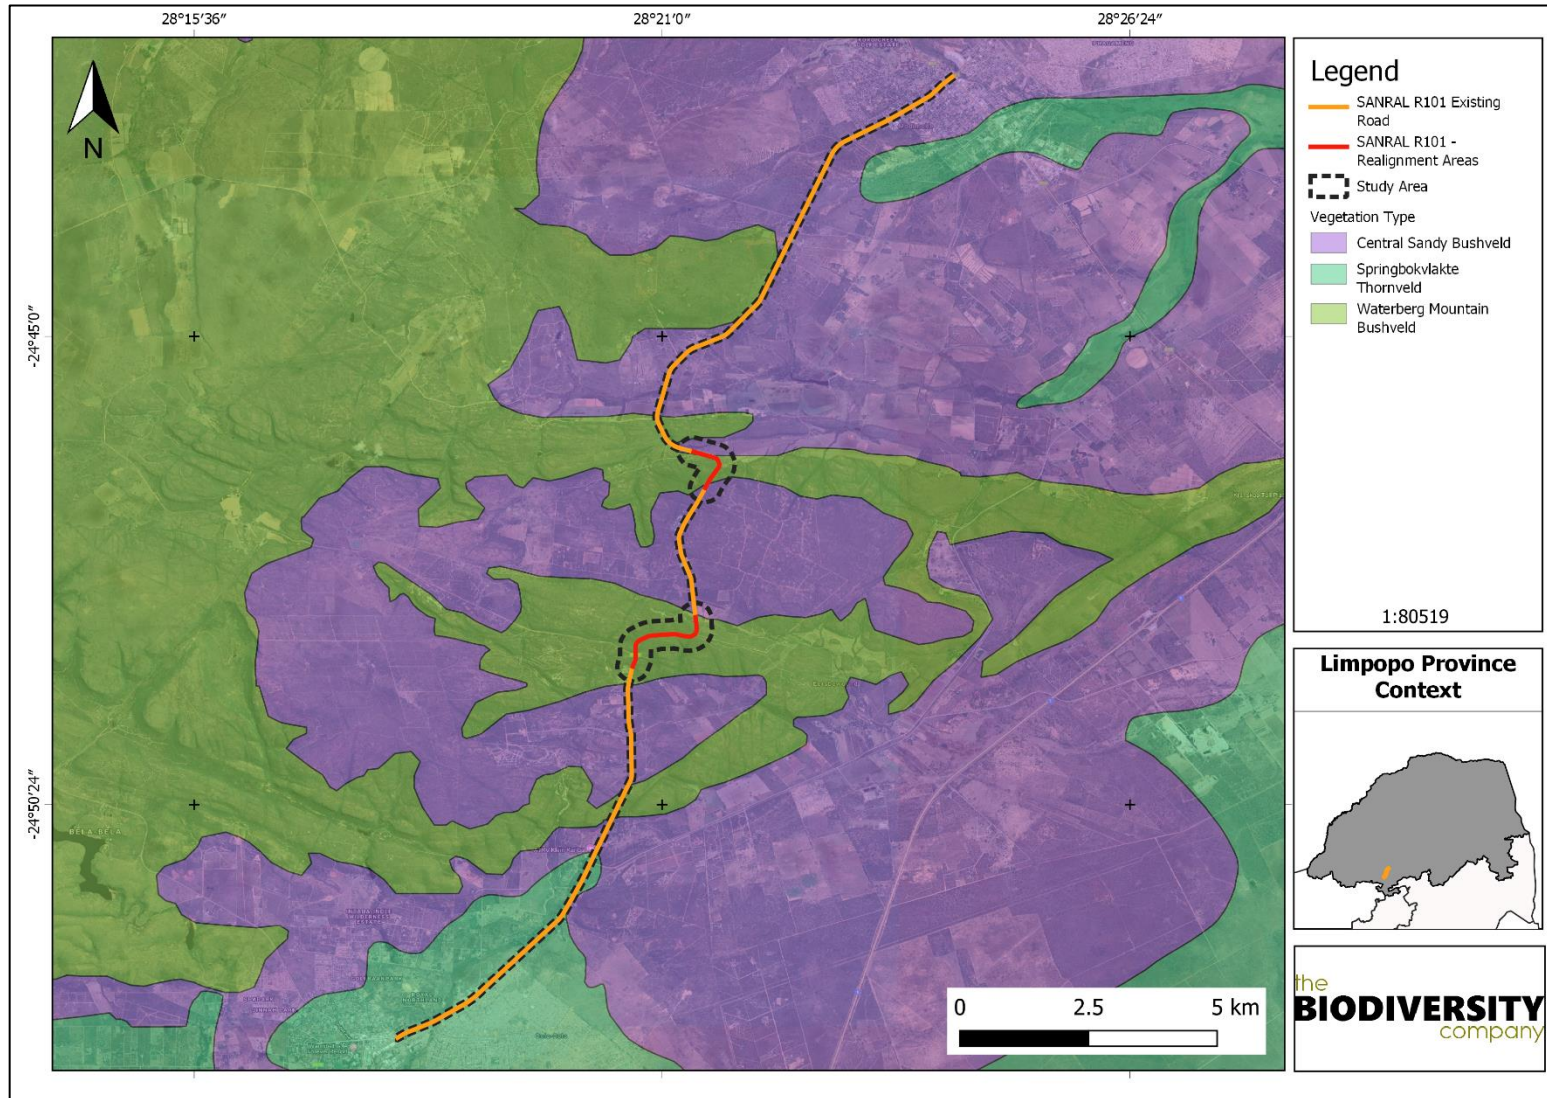 28°15′36″ 28°21′0″ 28°26′24″
N
-24°45′0″
-24°50′24″
BELA-BELA
0 2.5 5 km
Legend
SANRAL R101 Existing
Road
SANRAL R101 -
Realignment Areas
Study Area
Vegetation Type
Central Sandy Bushveld
Springbokvlakte
Thornveld
Waterberg Mountain
Bushveld
1:80519
Limpopo Province
Context
the
BIODIVERSITY
company